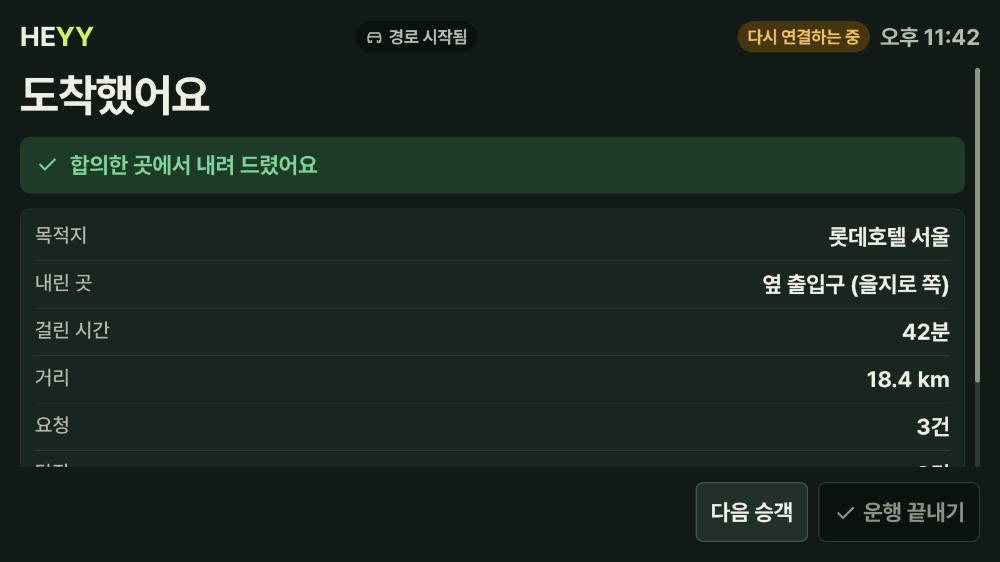 HEYY
경로 시작됨
다시 연결하는 중
오후 11:42
도착했어요
합의한 곳에서 내려 드렸어요
목적지 롯데호텔 서울
내린 곳 옆 출입구 (을지로 쪽)
걸린 시간 42분
거리 18.4 km
요청 3건
다음 승객
운행 끝내기